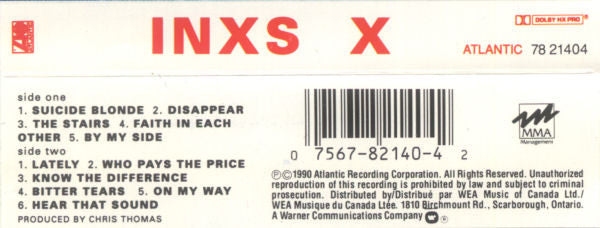 INXS X
DOLBY HX PRO
ATLANTIC 78 21404
side one
1. SUICIDE BLONDE 2. DISAPPEAR
3. THE STAIRS 4. FAITH IN EACH
OTHER 5. BY MY SIDE
side two
1. LATELY 2. WHO PAYS THE PRICE
3. KNOW THE DIFFERENCE
4. BITTER TEARS 5. ON MY WAY
6. HEAR THAT SOUND
PRODUCED BY CHRIS THOMAS
0 7567-82140-4 2
MMA
Management
℗©1990 Atlantic Recording Corporation. All Rights Reserved. Unauthorized
reproduction of this recording is prohibited by law and subject to criminal
prosecution. Distributed by/Distribué par WEA Music of Canada Ltd./
WEA Musique du Canada Ltée. 1810 Birchmount Rd., Scarborough, Ontario.
A Warner Communications Company